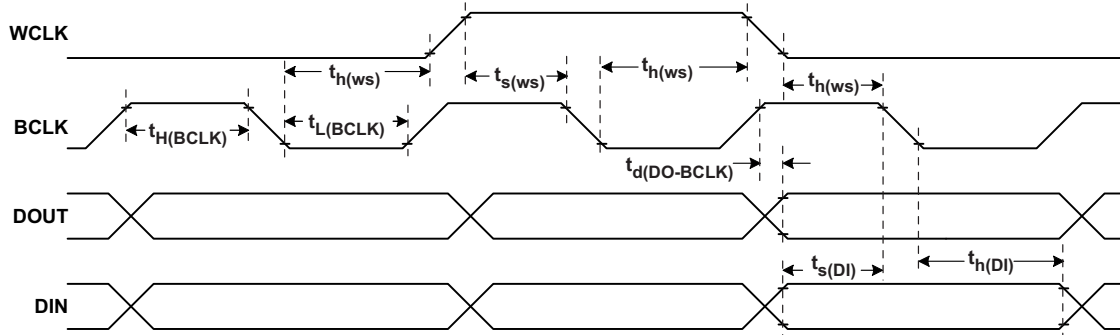 WCLK
t_h(ws) t_s(ws) t_h(ws) t_h(ws)
BCLK
t_H(BCLK) t_L(BCLK)
t_d(DO-BCLK)
DOUT
t_s(DI) t_h(DI)
DIN